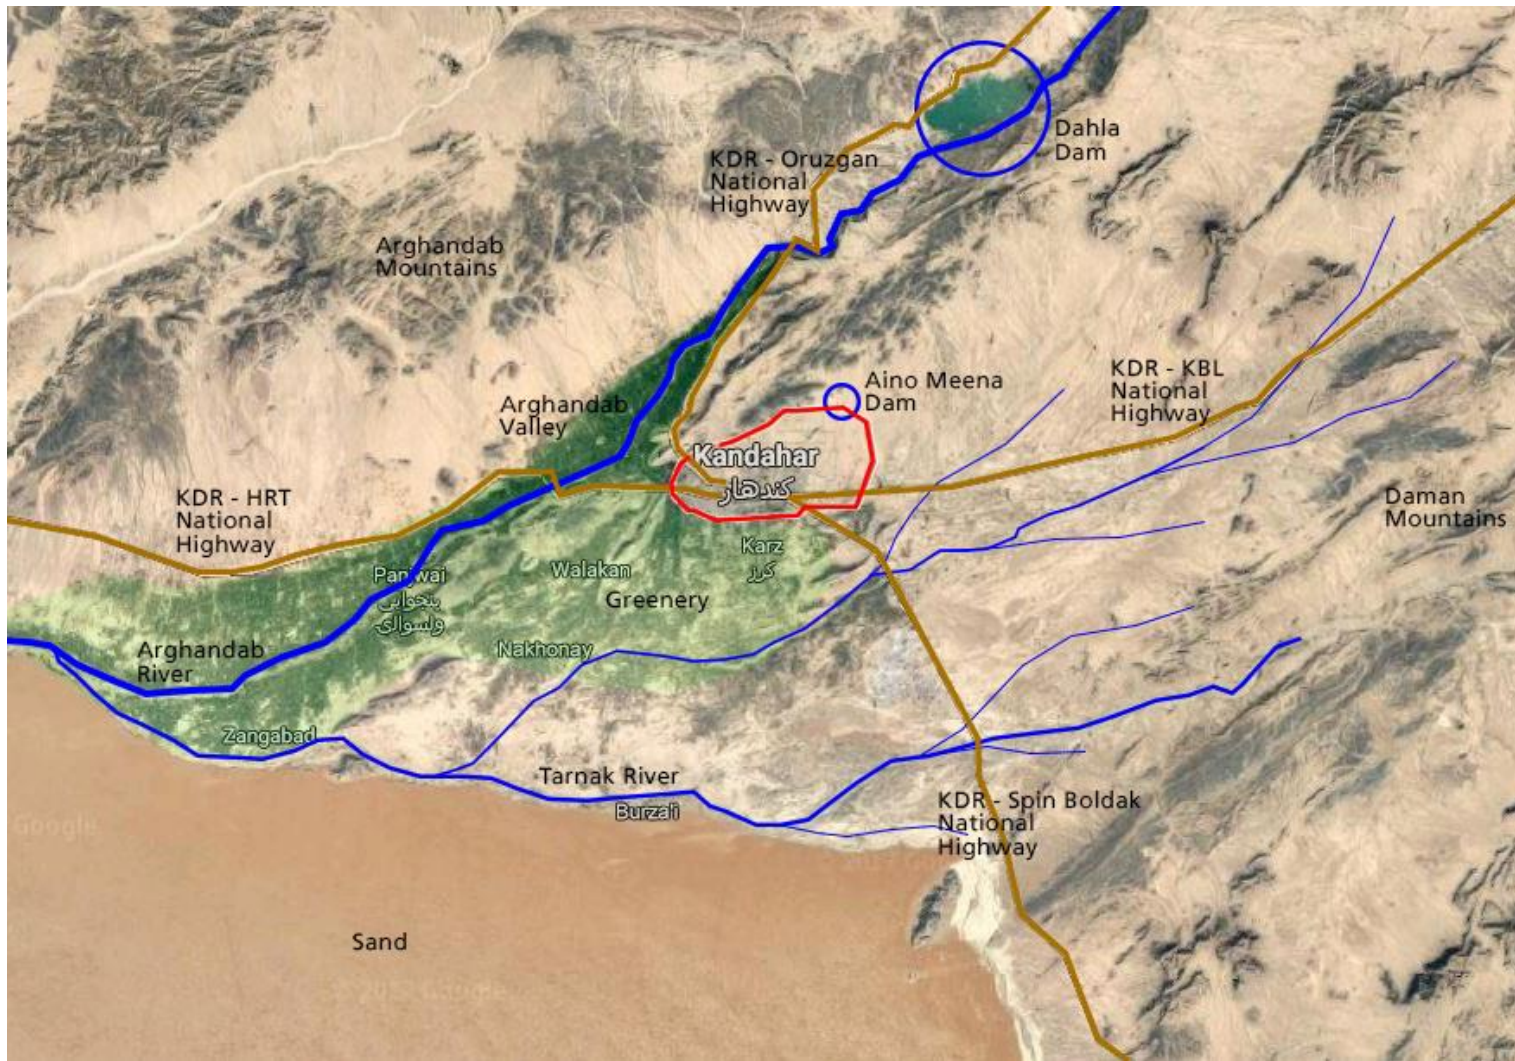 Dahla
Dam
KDR - Oruzgan
National
Highway
Arghandab
Mountains
Aino Meena
Dam
KDR - KBL
National
Highway
Arghandab
Valley
Kandahar
کندهار
KDR - HRT
National
Highway
Daman
Mountains
Karz
کرز
Panjwai
پنجوايي
ولسوالۍ
Walakan
Greenery
Nakhonay
Arghandab
River
Zangabad
Tarnak River
Burzali
KDR - Spin Boldak
National
Highway
Google
Sand